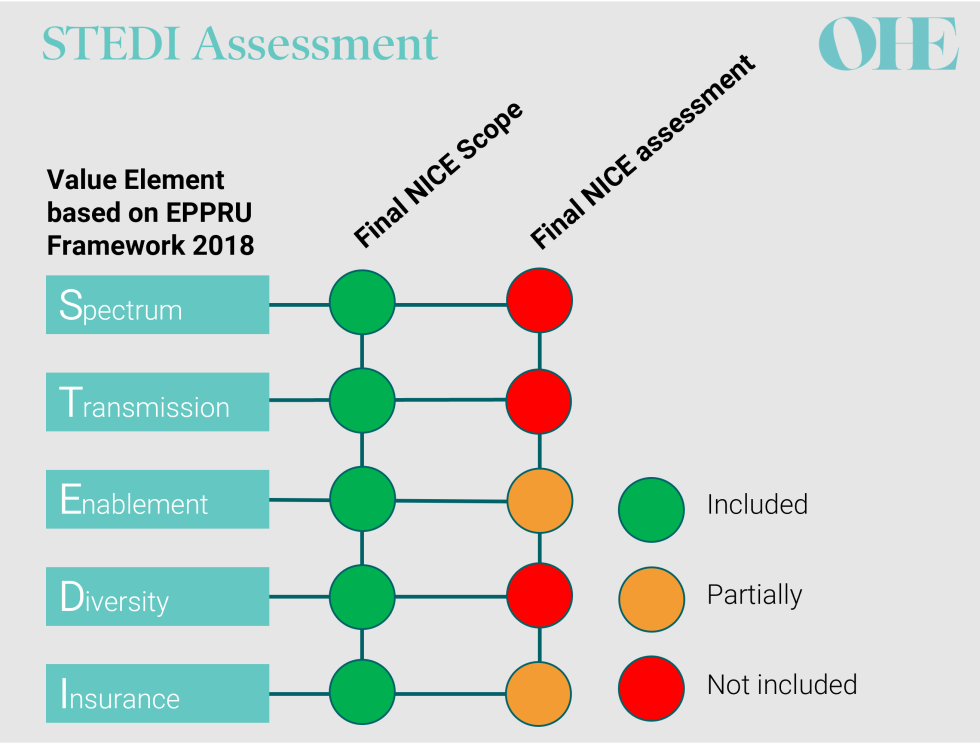 STEDI Assessment
OHE
Final NICE Scope
Final NICE assessment
Value Element
based on EPPRU
Framework 2018
Spectrum
Transmission
Enablement
Diversity
Insurance
Included
Partially
Not included